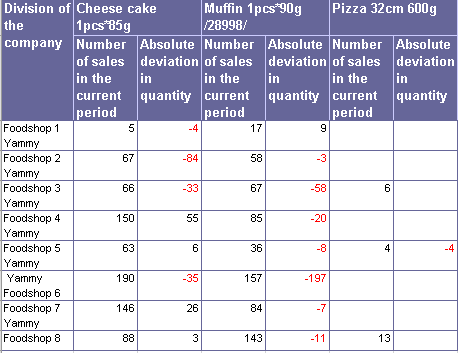 Division of the company Cheese cake 1pcs*85g Muffin 1pcs*90g /28998/ Pizza 32cm 600g
Number of sales in the current period Absolute deviation in quantity Number of sales in the current period Absolute deviation in quantity Number of sales in the current period Absolute deviation in quantity
Foodshop 1 Yammy 5 -4 17 9
Foodshop 2 Yammy 67 -84 58 -3
Foodshop 3 Yammy 66 -33 67 -58 6
Foodshop 4 Yammy 150 55 85 -20
Foodshop 5 Yammy 63 6 36 -8 4 -4
Yammy Foodshop 6 190 -35 157 -197
Foodshop 7 Yammy 146 26 84 -7
Foodshop 8 88 3 143 -11 13